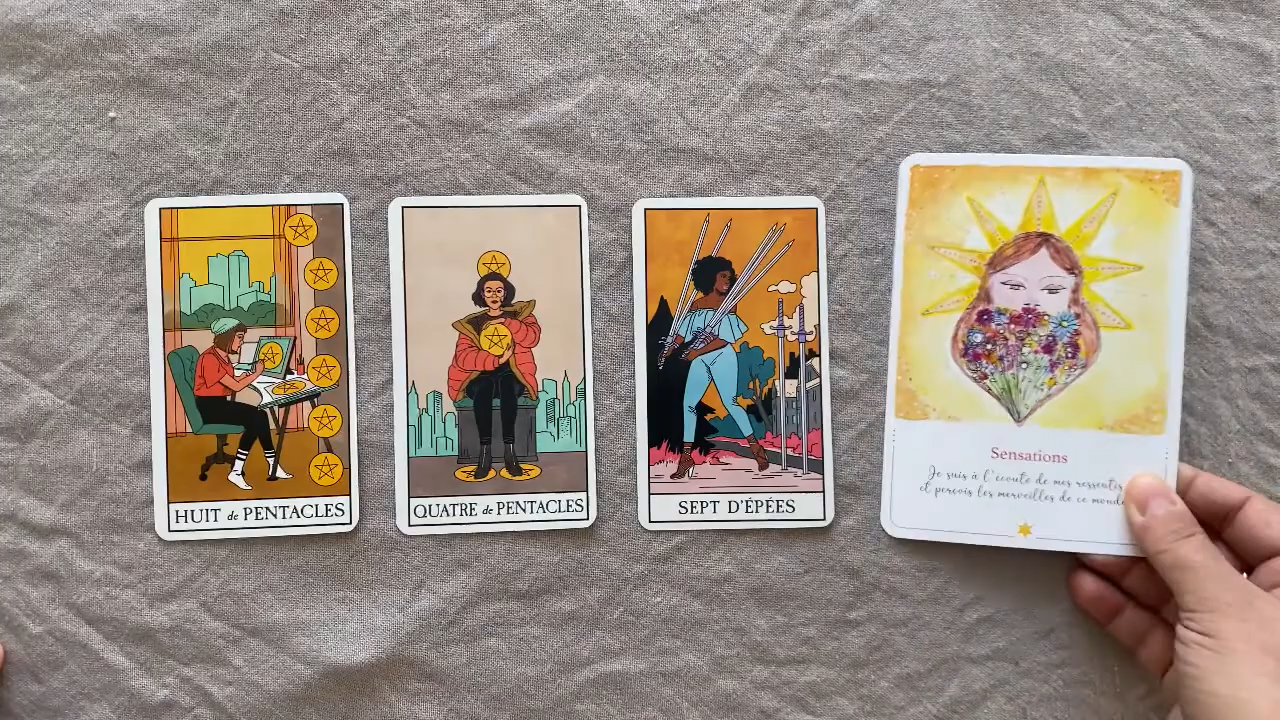 HUIT de PENTACLES
QUATRE de PENTACLES
SEPT D'ÉPÉES
Sensations
Je suis à l'écoute de mes ressentis
et perçois les merveilles de ce monde